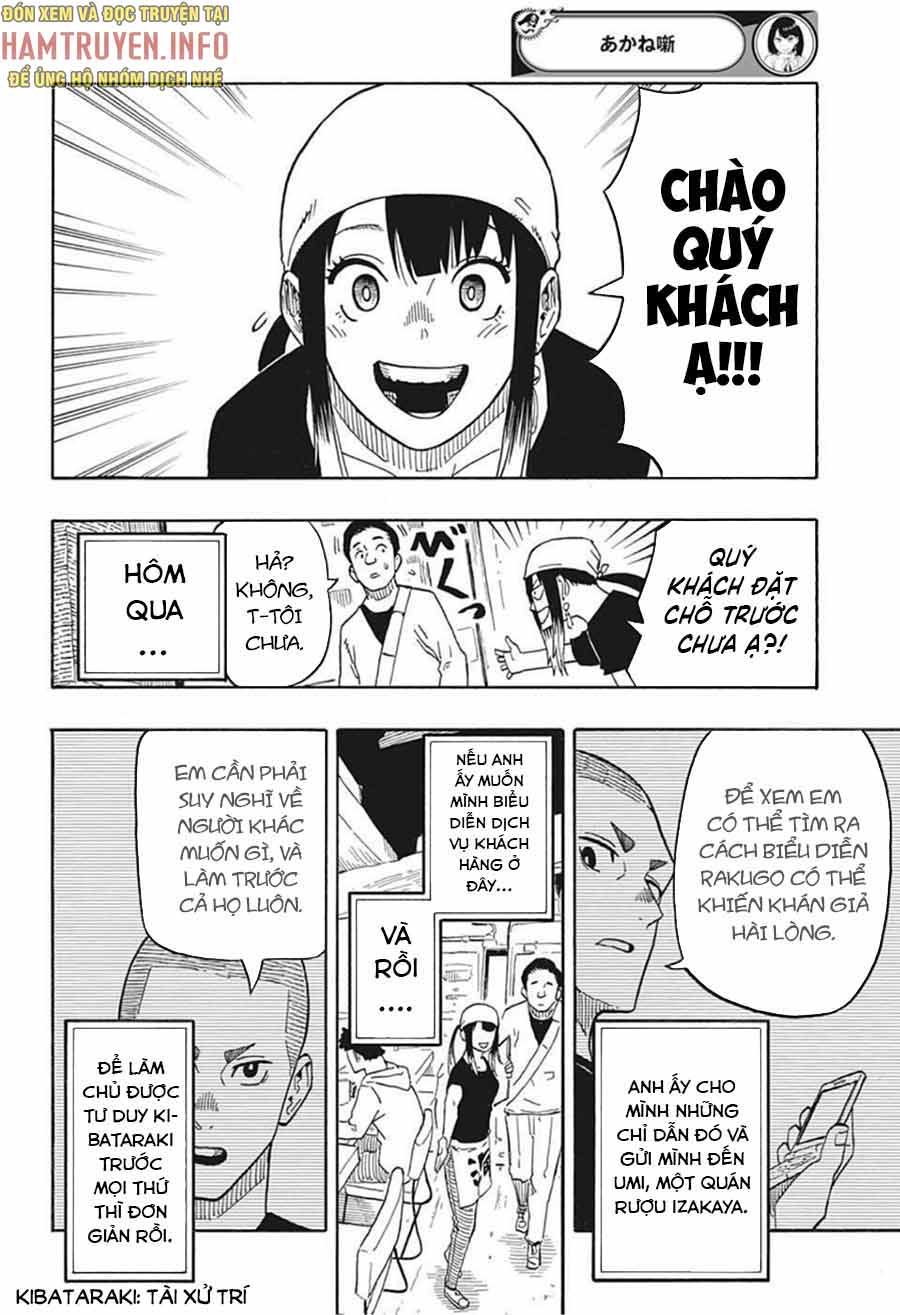 ĐÓN XEM VÀ ĐỌC TRUYỆN TẠI
HAMTRUYEN.INFO
ĐỂ ỦNG HỘ NHÓM DỊCH NHÉ
あかね噺
CHÀO
QUÝ
KHÁCH
Ạ!!!
QUÝ
KHÁCH ĐẶT
CHỖ TRƯỚC
CHƯA Ạ?!
HẢ?
KHÔNG,
T-TÔI
CHƯA.
HÔM
QUA
...
ĐỂ XEM EM
CÓ THỂ TÌM RA
CÁCH BIỂU DIỄN
RAKUGO CÓ THỂ
KHIẾN KHÁN GIẢ
HÀI LÒNG.
ANH ẤY CHO
MÌNH NHỮNG
CHỈ DẪN ĐÓ VÀ
GỬI MÌNH ĐẾN
UMI, MỘT QUÁN
RƯỢU IZAKAYA.
NẾU ANH
ẤY MUỐN
MÌNH BIỂU
DIỄN DỊCH
VỤ KHÁCH
HÀNG Ở
ĐÂY...
VÀ
RỒI
....
EM CẦN PHẢI
SUY NGHĨ VỀ
NGƯỜI KHÁC
MUỐN GÌ, VÀ
LÀM TRƯỚC
CẢ HỌ LUÔN.
ĐỂ LÀM
CHỦ ĐƯỢC
TƯ DUY KI-
BATARAKI
TRƯỚC
MỌI THỨ
THÌ ĐƠN
GIẢN RỒI.
KIBATARAKI: TÀI XỬ TRÍ